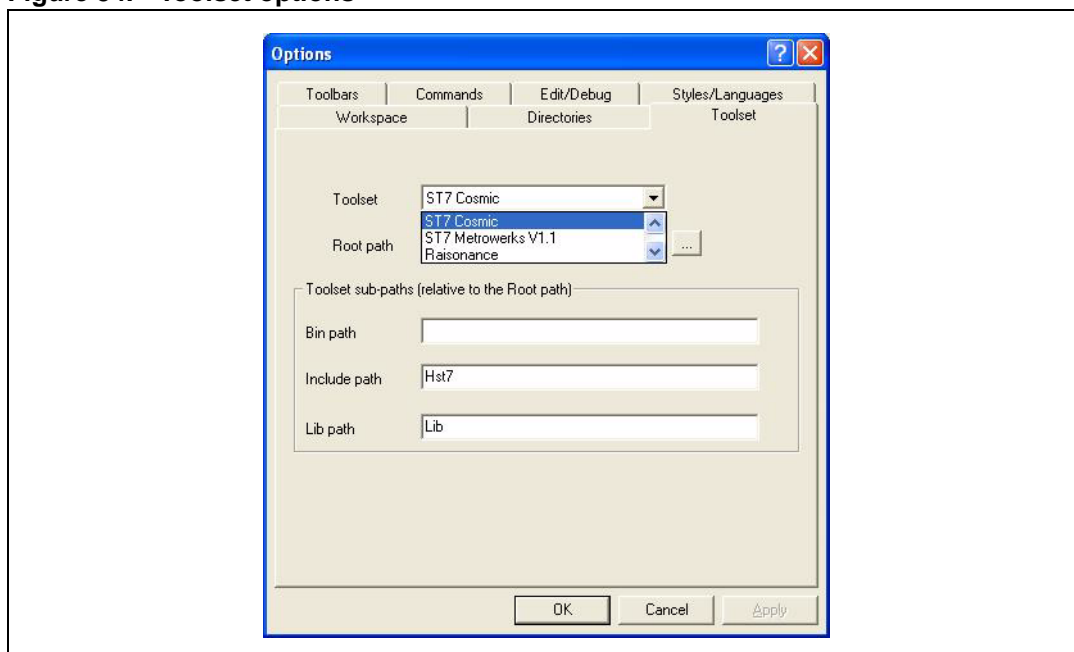 Options
Toolbars Commands Edit/Debug Styles/Languages
Workspace Directories Toolset
Toolset ST7 Cosmic
ST7 Cosmic
ST7 Metrowerks V1.1
Root path ...
Raisonance
Toolset sub-paths (relative to the Root path)
Bin path
Include path Hst7
Lib path Lib
OK Cancel Apply